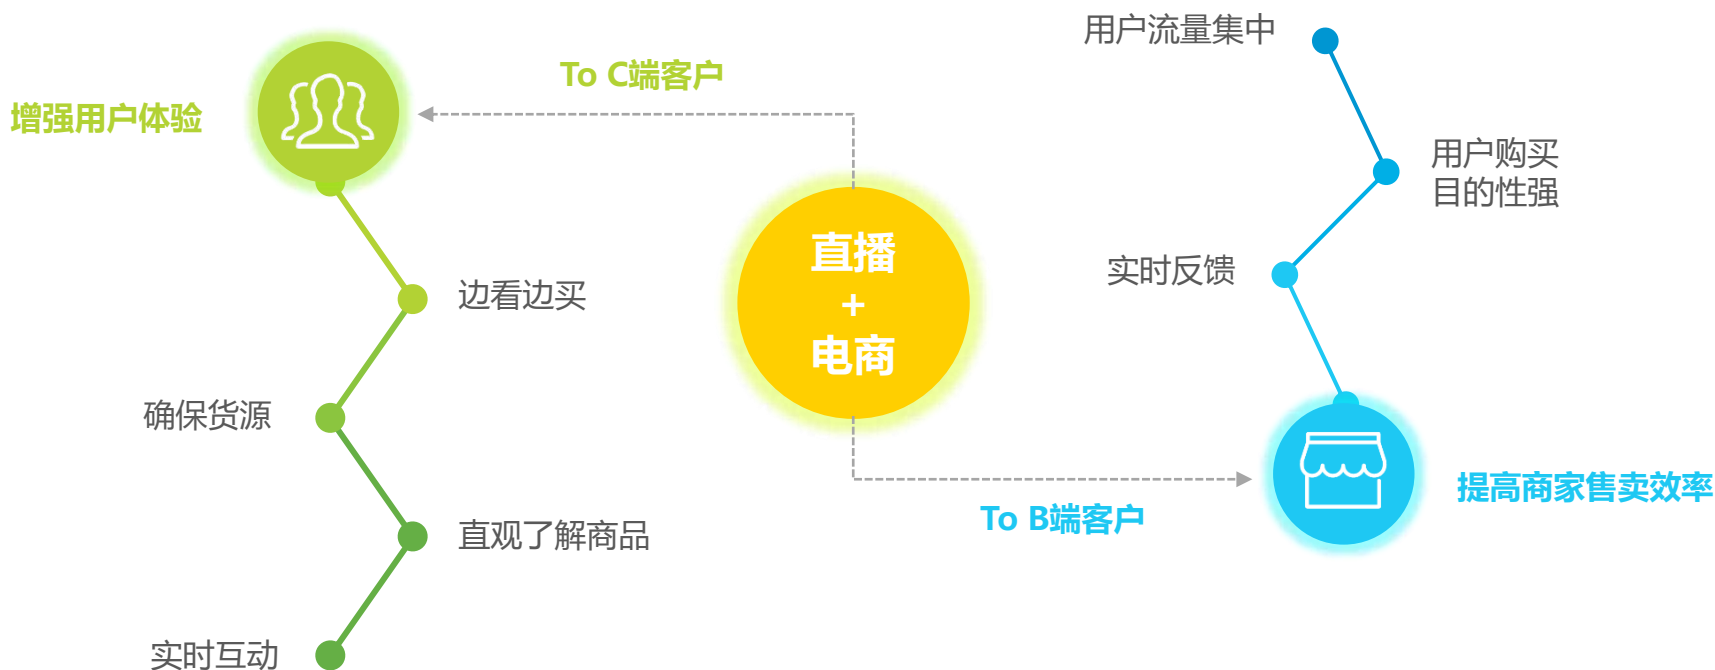 增强用户体验
To C端客户
边看边买
确保货源
直观了解商品
实时互动
直播
+
电商
用户流量集中
用户购买
目的性强
实时反馈
To B端客户
提高商家售卖效率